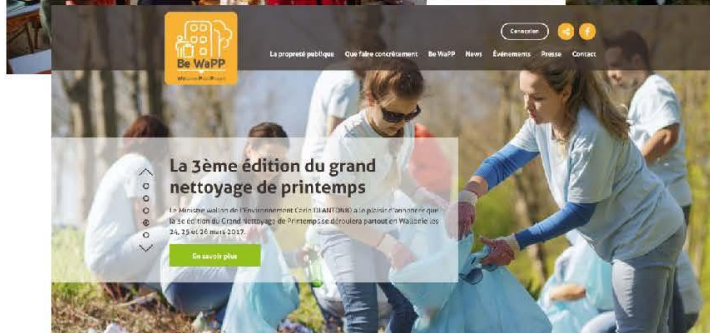 Connexion
Be WaPP
Wallonie Plus Propre
La propreté publique Que faire concrètement Be WaPP News Événements Presse Contact
La 3ème édition du grand
nettoyage de printemps
Le Ministre wallon de l'Environnement Carlo DI ANTONIO a le plaisir d'annoncer que
la 3e édition du Grand Nettoyage de Printemps se déroulera partout en Wallonie les
24, 25 et 26 mars 2017.
En savoir plus